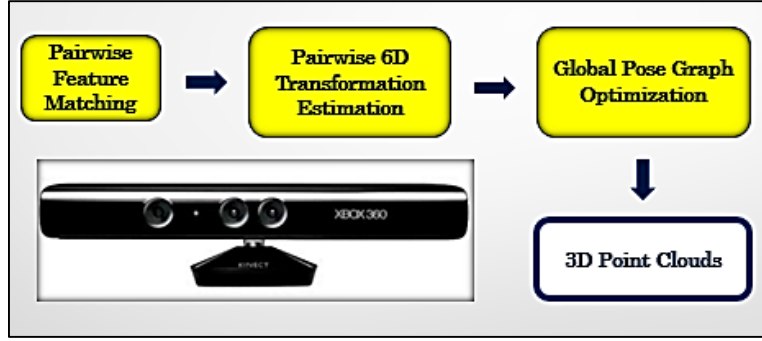 Pairwise
Feature
Matching
Pairwise 6D
Transformation
Estimation
Global Pose Graph
Optimization
XBOX 360
KINECT
3D Point Clouds